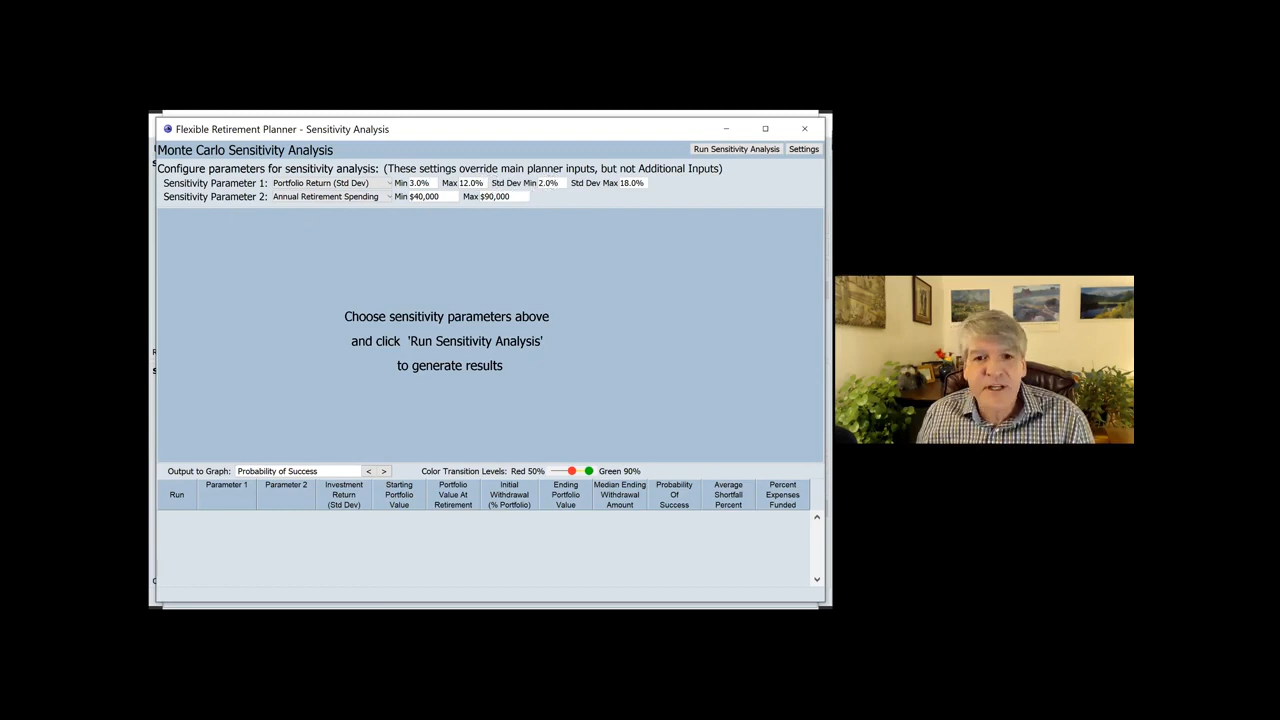 Flexible Retirement Planner - Sensitivity Analysis
Monte Carlo Sensitivity Analysis Run Sensitivity Analysis Settings
Configure parameters for sensitivity analysis: (These settings override main planner inputs, but not Additional Inputs)
Sensitivity Parameter 1: Portfolio Return (Std Dev) Min 3.0% Max 12.0% Std Dev Min 2.0% Std Dev Max 18.0%
Sensitivity Parameter 2: Annual Retirement Spending Min $40,000 Max $90,000
Choose sensitivity parameters above
and click 'Run Sensitivity Analysis'
to generate results
Output to Graph: Probability of Success < > Color Transition Levels: Red 50% Green 90%
Run
Parameter 1
Parameter 2
Investment
Return
(Std Dev)
Starting
Portfolio
Value
Portfolio
Value At
Retirement
Initial
Withdrawal
(% Portfolio)
Ending
Portfolio
Value
Median Ending
Withdrawal
Amount
Probability
Of
Success
Average
Shortfall
Percent
Percent
Expenses
Funded